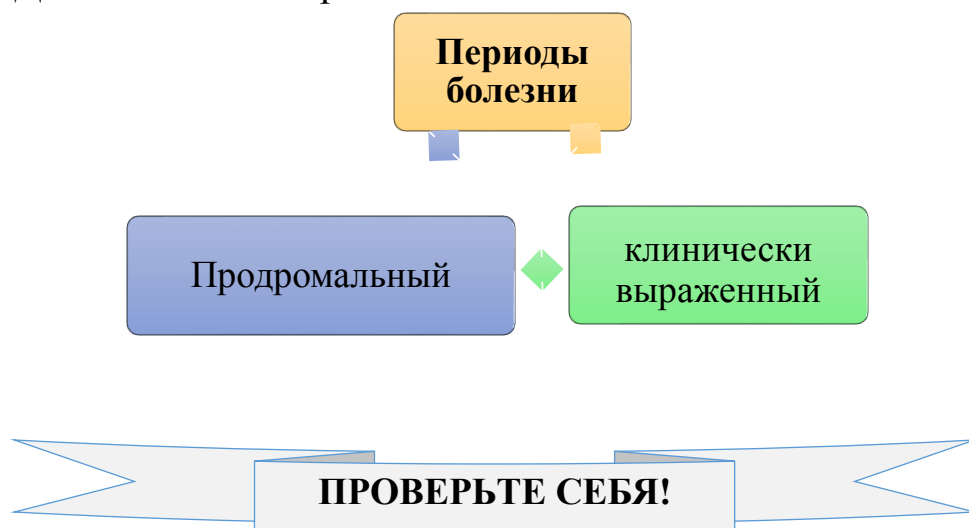 Периоды
болезни
Продромальный
клинически
выраженный
ПРОВЕРЬТЕ СЕБЯ!